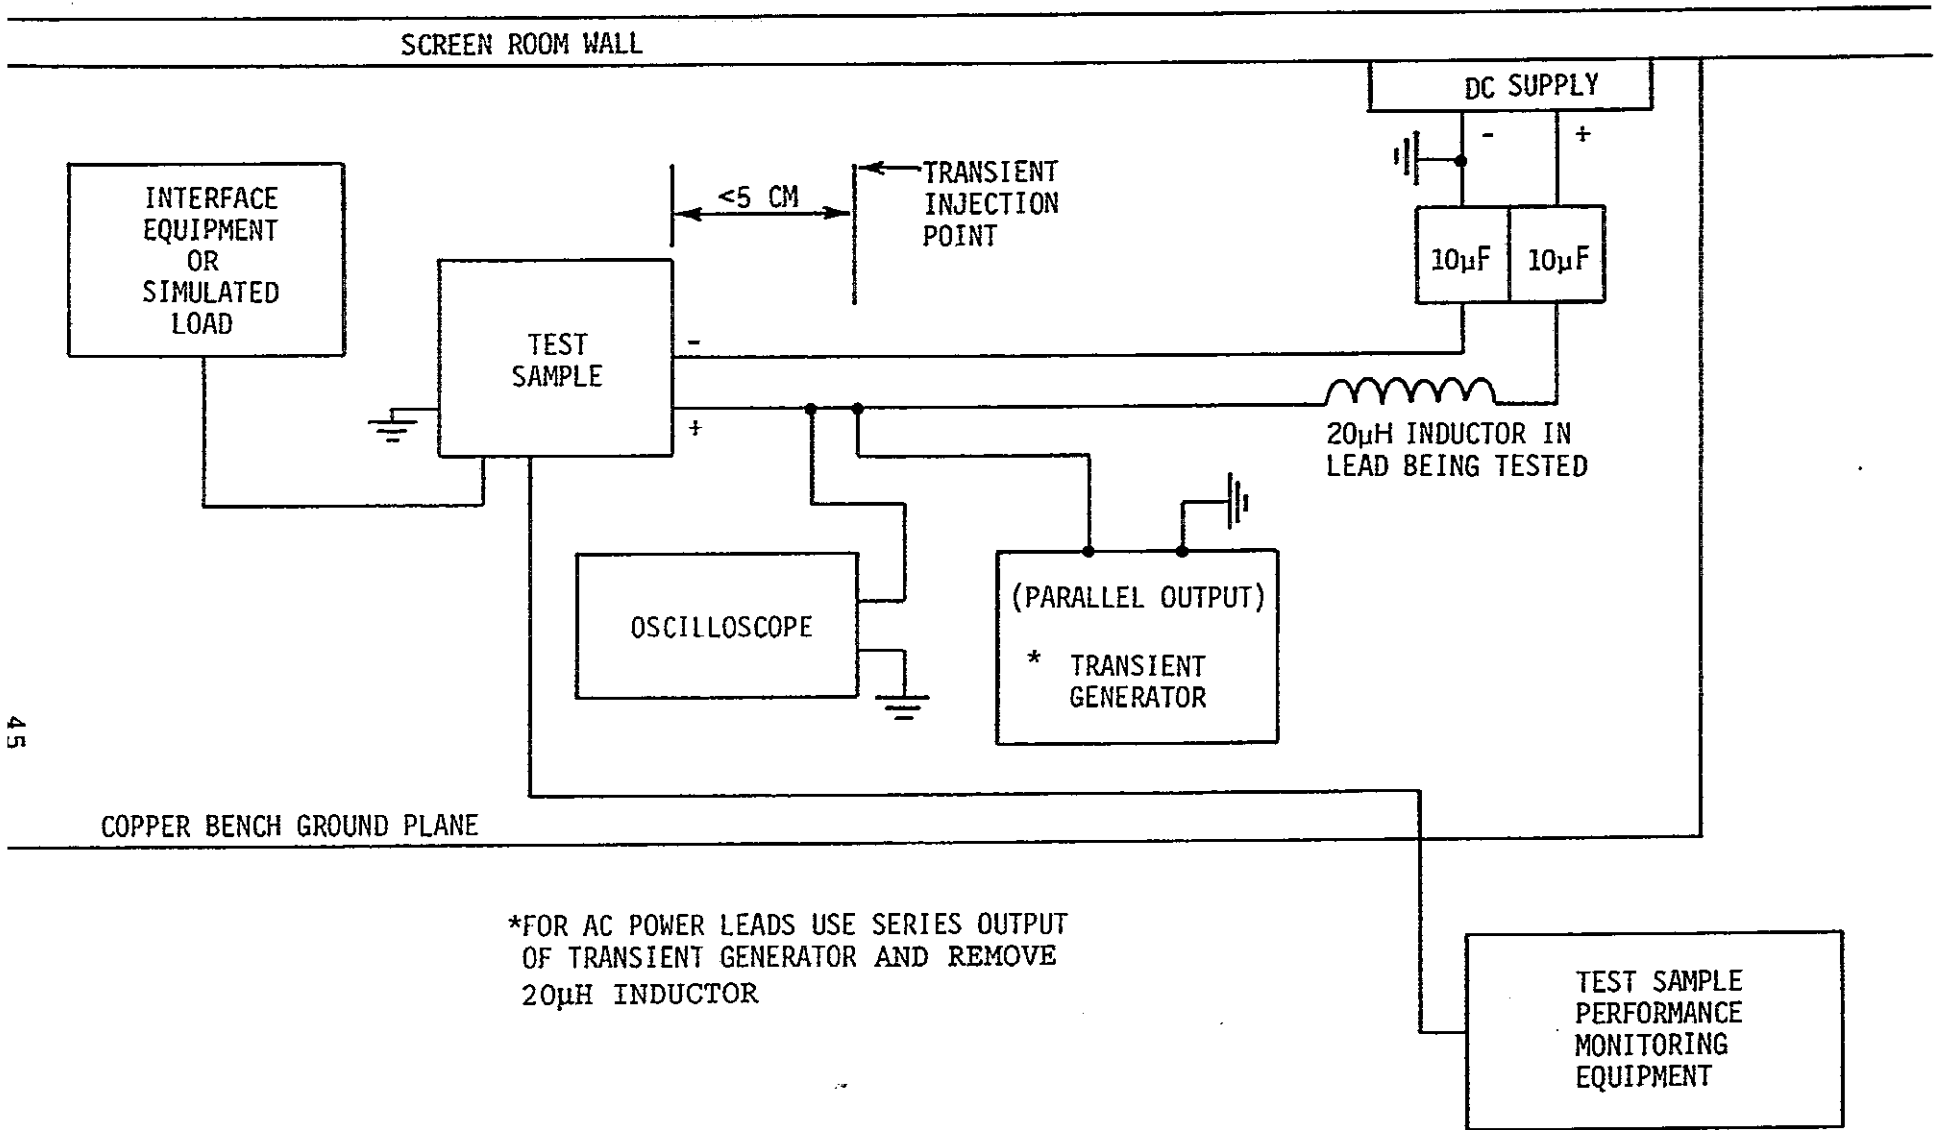 SCREEN ROOM WALL
DC SUPPLY
-
+
INTERFACE
EQUIPMENT
OR
SIMULATED
LOAD
<5 CM
TRANSIENT
INJECTION
POINT
10µF
10µF
TEST
SAMPLE
-
+
20µH INDUCTOR IN
LEAD BEING TESTED
OSCILLOSCOPE
(PARALLEL OUTPUT)
* TRANSIENT
GENERATOR
45
COPPER BENCH GROUND PLANE
*FOR AC POWER LEADS USE SERIES OUTPUT
OF TRANSIENT GENERATOR AND REMOVE
20µH INDUCTOR
TEST SAMPLE
PERFORMANCE
MONITORING
EQUIPMENT